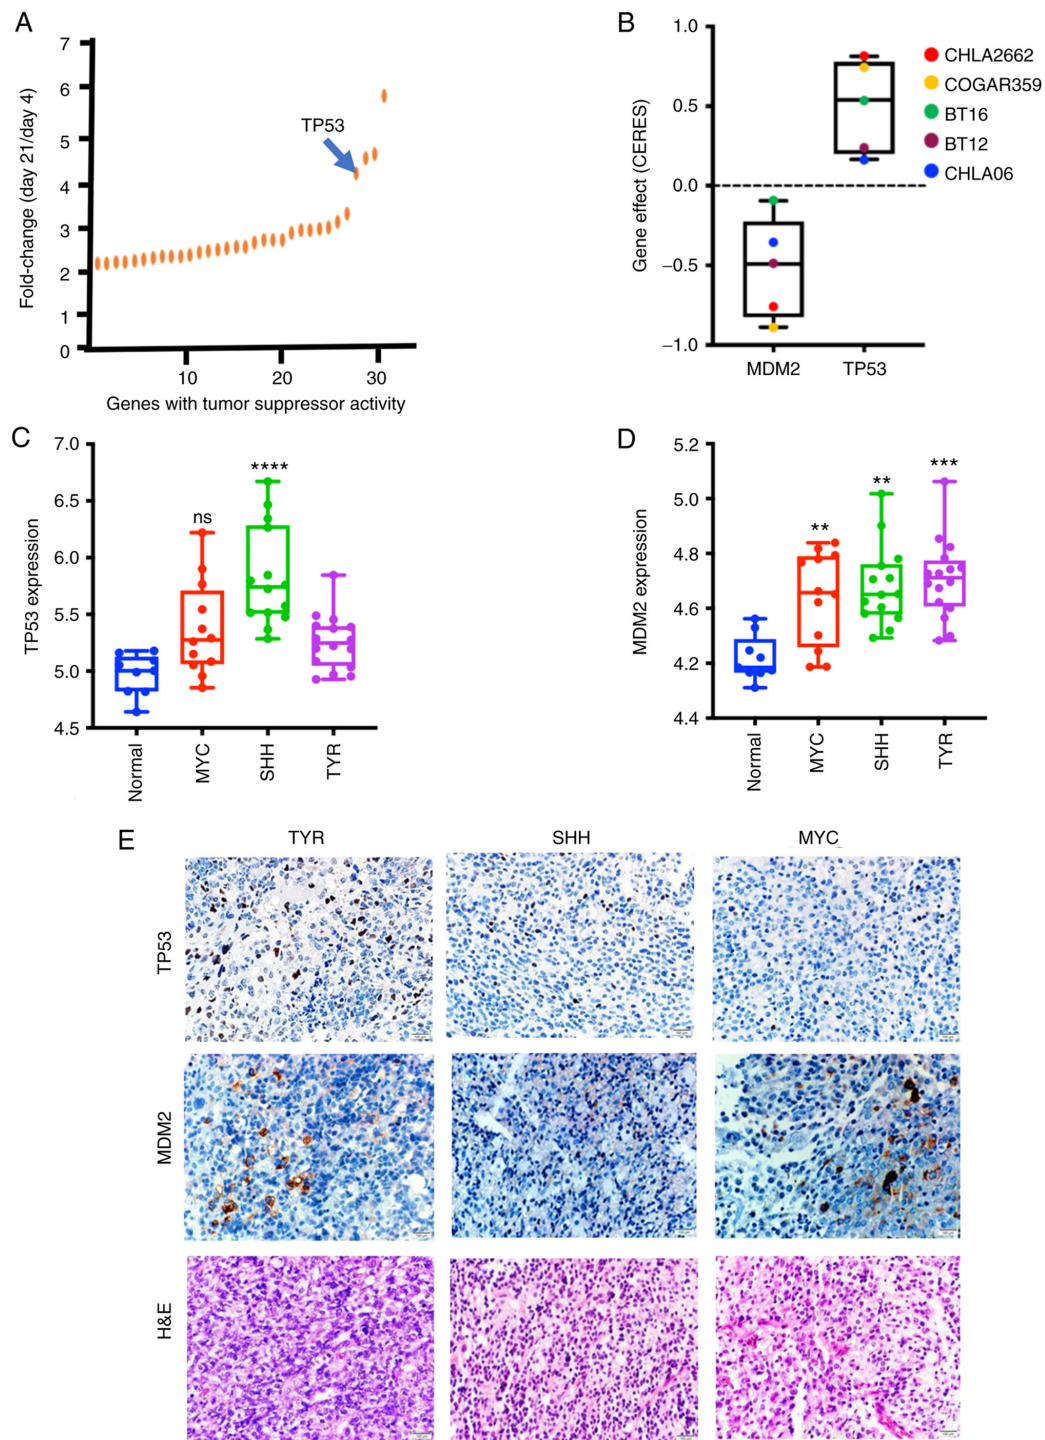 A
Fold-change (day 21/day 4)
7
6
5
4
3
2
1
0
TP53
10
20
30
Genes with tumor suppressor activity
B
Gene effect (CERES)
1.0
0.5
0.0
−0.5
−1.0
MDM2
TP53
CHLA2662
COGAR359
BT16
BT12
CHLA06
C
TP53 expression
7.0
6.5
6.0
5.5
5.0
4.5
ns
****
Normal
MYC
SHH
TYR
D
MDM2 expression
5.2
5.0
4.8
4.6
4.2
4.4
**
**
***
Normal
MYC
SHH
TYR
E
TYR
SHH
MYC
TP53
MDM2
H&E